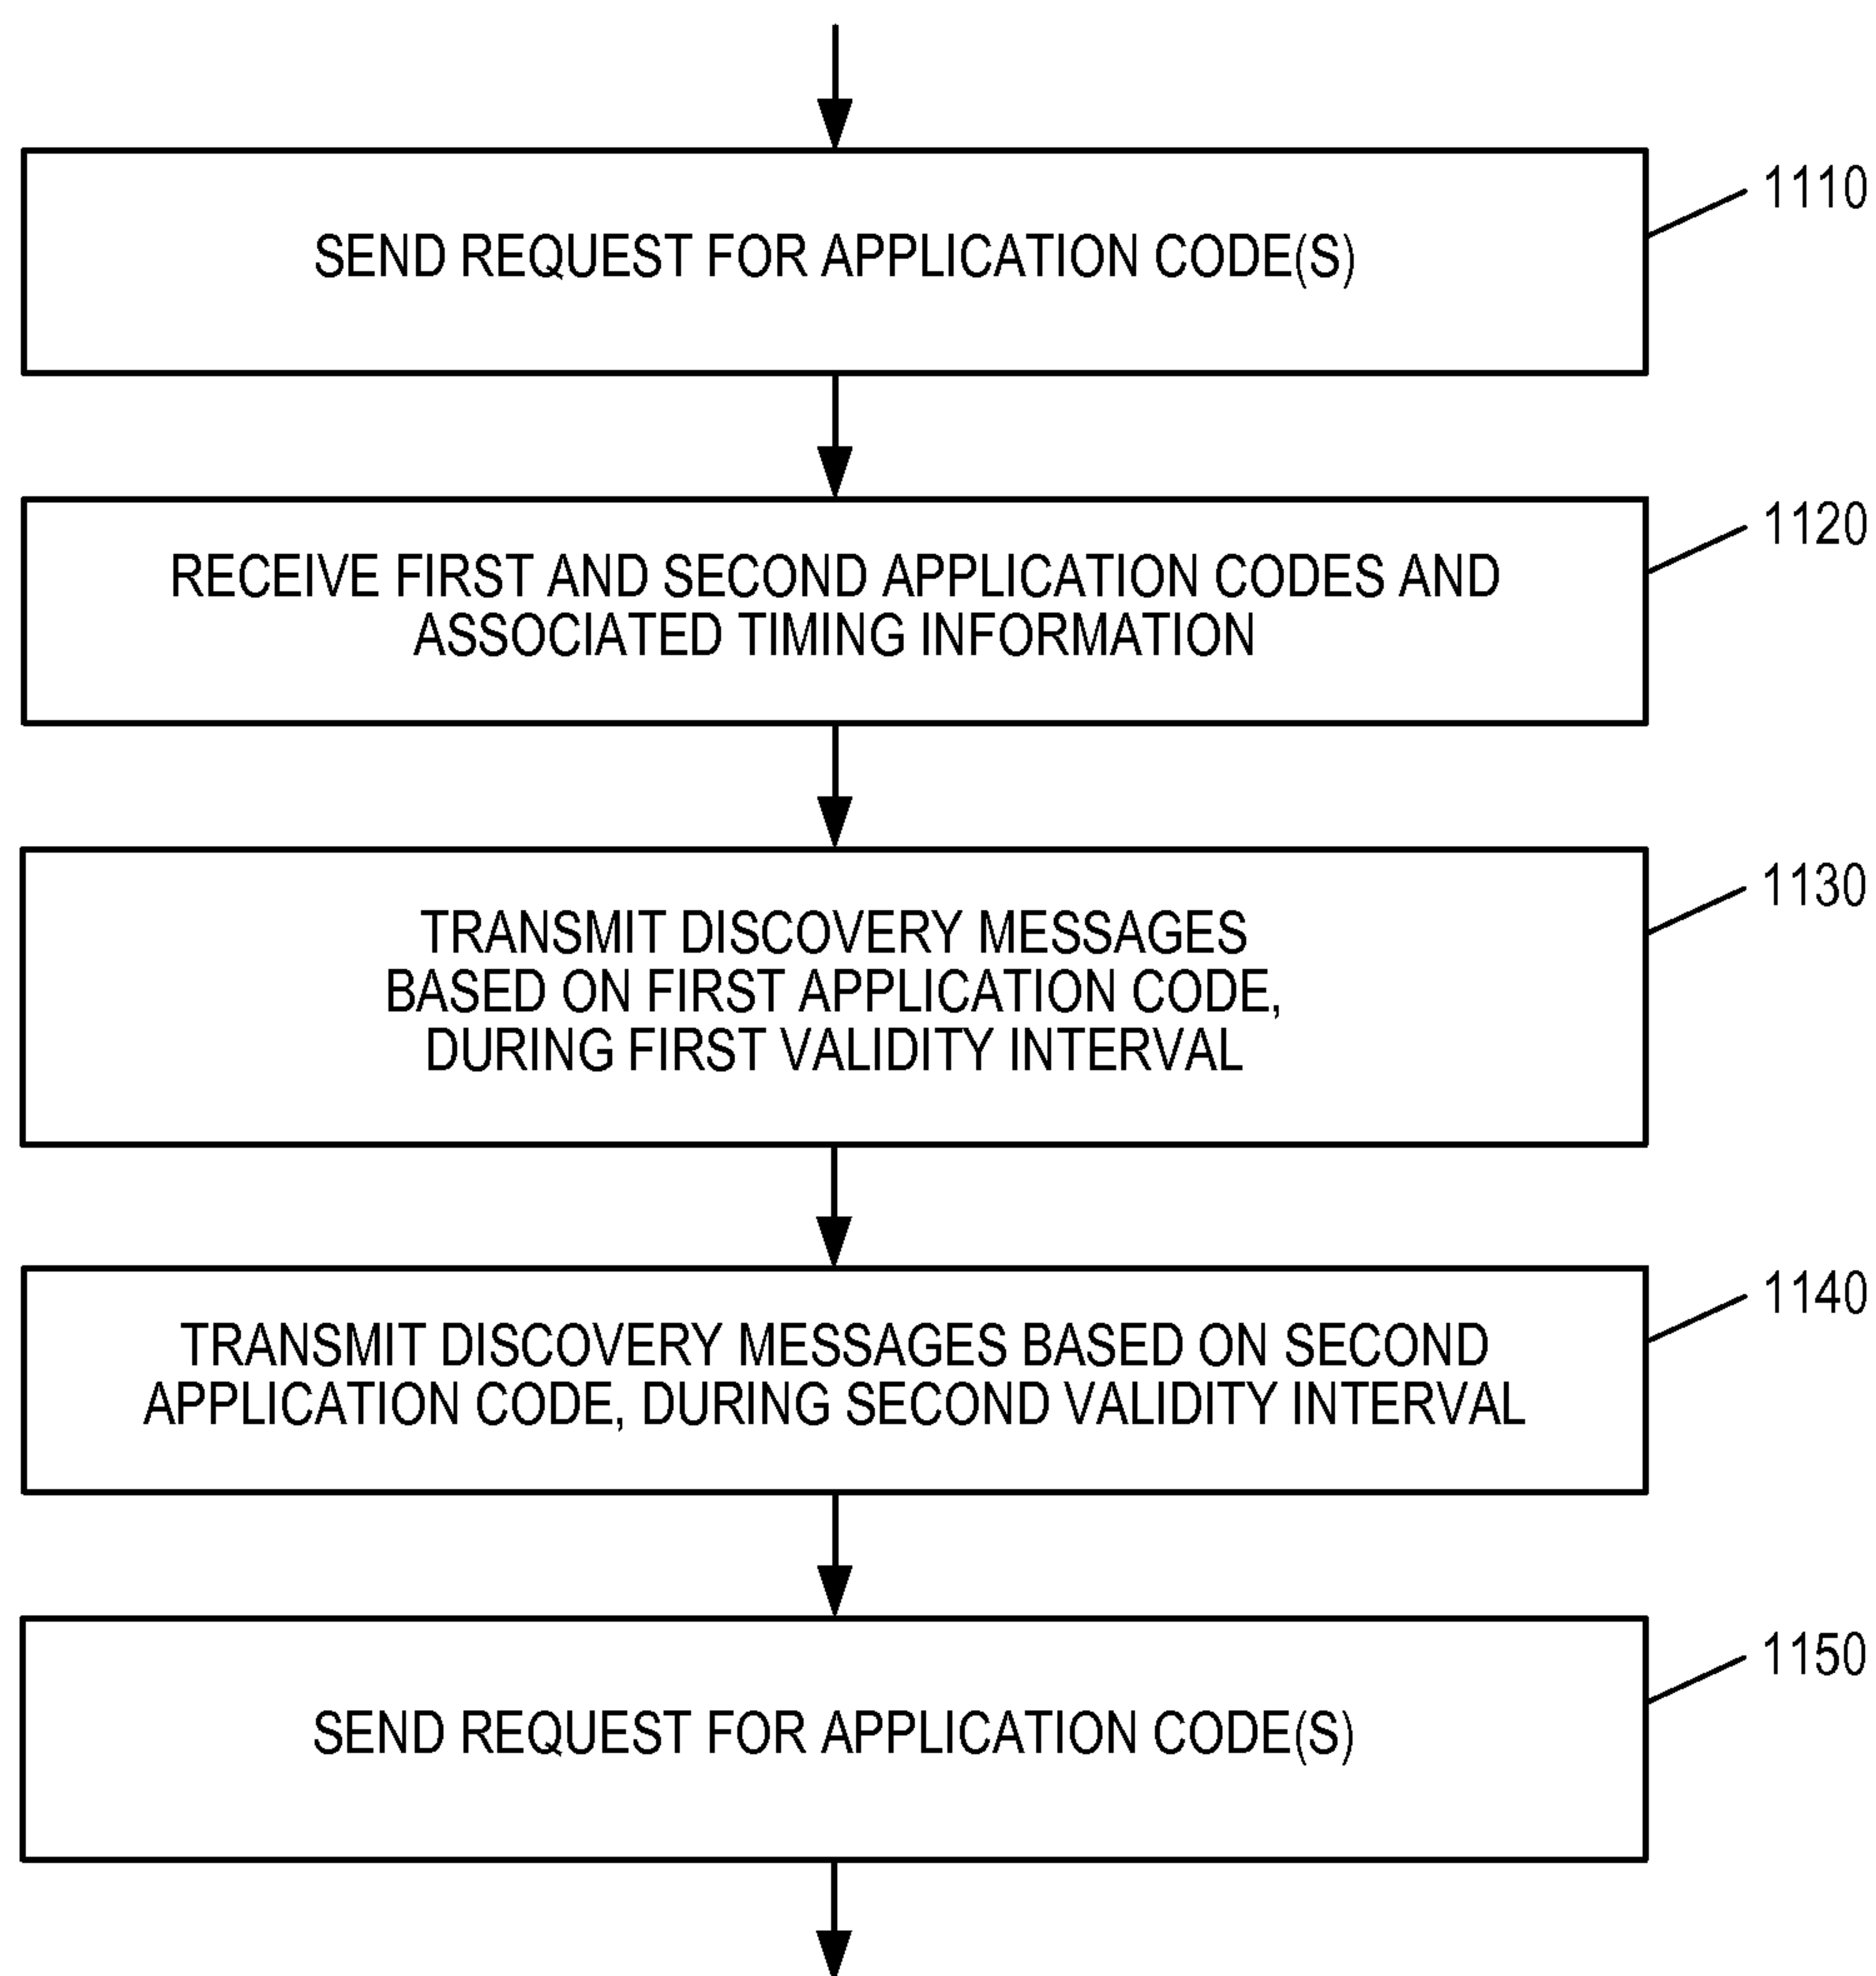 SEND REQUEST FOR APPLICATION CODE(S)
1110
RECEIVE FIRST AND SECOND APPLICATION CODES AND
ASSOCIATED TIMING INFORMATION
1120
TRANSMIT DISCOVERY MESSAGES
BASED ON FIRST APPLICATION CODE,
DURING FIRST VALIDITY INTERVAL
1130
TRANSMIT DISCOVERY MESSAGES BASED ON SECOND
APPLICATION CODE, DURING SECOND VALIDITY INTERVAL
1140
SEND REQUEST FOR APPLICATION CODE(S)
1150